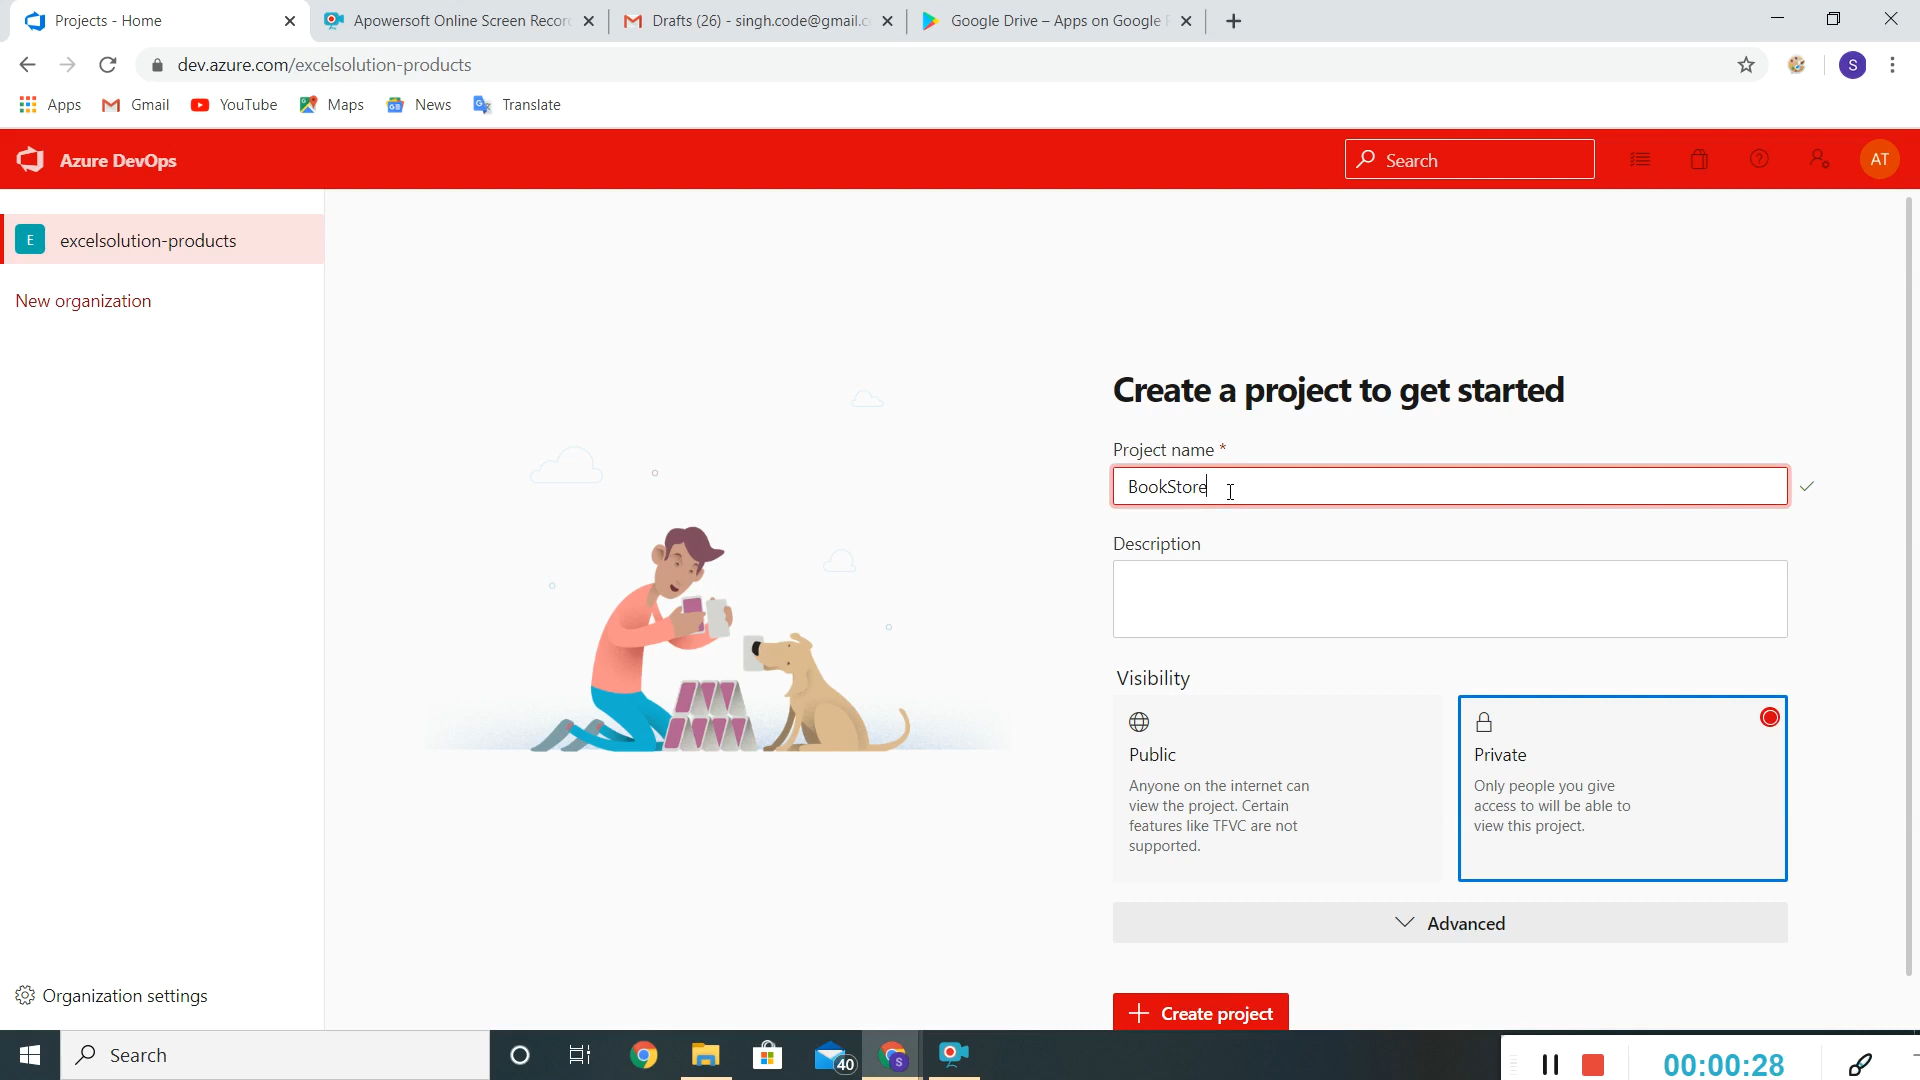 Projects - Home
Apowersoft Online Screen Recor
Drafts (26) - singh.code@gmail.c
Google Drive – Apps on Google P
dev.azure.com/excelsolution-products
S
Apps
Gmail
YouTube
Maps
News
Translate
Azure DevOps
Search
AT
E
excelsolution-products
New organization
Create a project to get started
Project name *
BookStore
Description
Visibility
Public
Anyone on the internet can
view the project. Certain
features like TFVC are not
supported.
Private
Only people you give
access to will be able to
view this project.
Advanced
Create project
Organization settings
Search
40
S
00:00:28